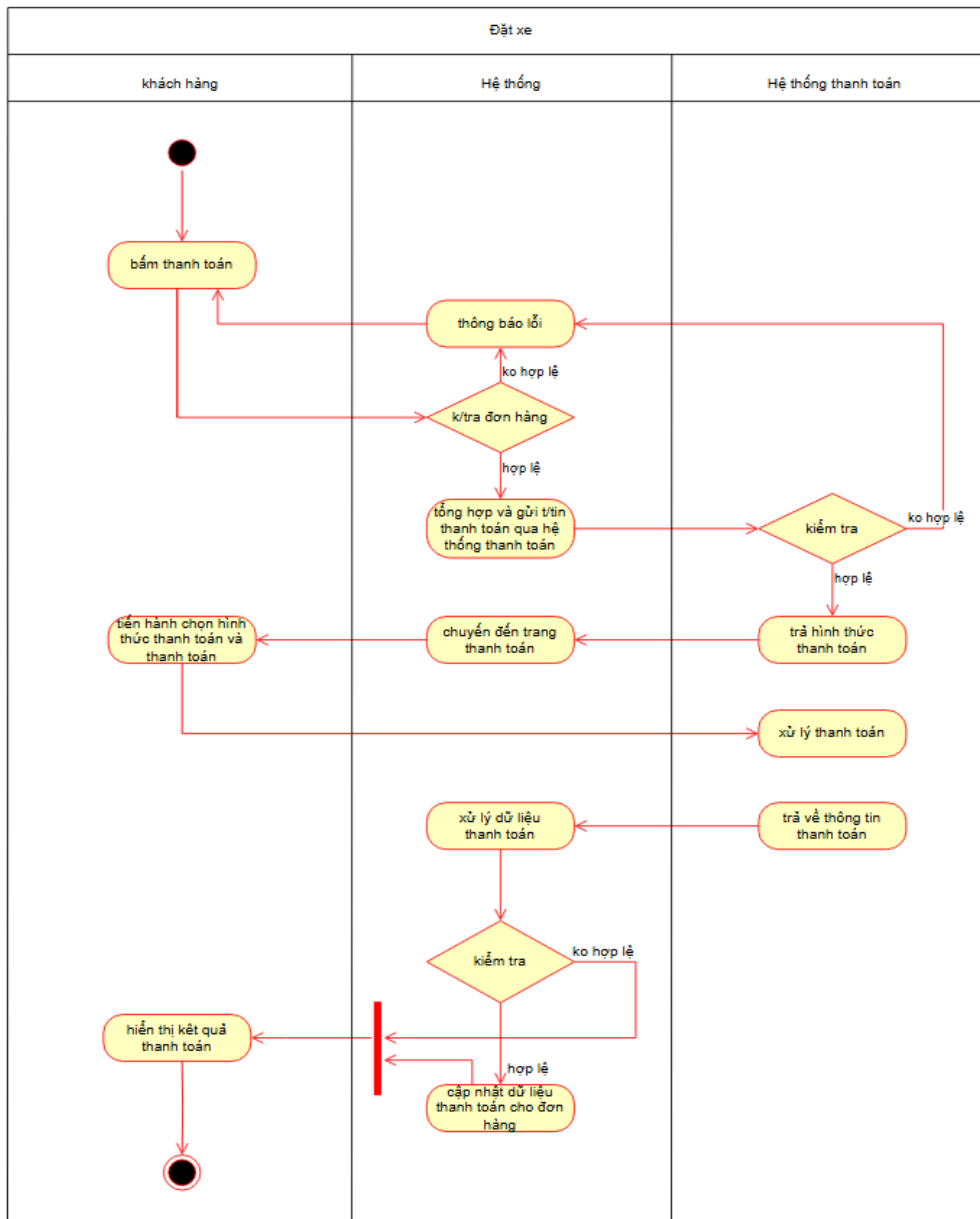 Đặt xe
khách hàng
Hệ thống
Hệ thống thanh toán
bấm thanh toán
thông báo lỗi
ko hợp lệ
k/tra đơn hàng
hợp lệ
tổng hợp và gửi t/tin
thanh toán qua hệ
thống thanh toán
kiểm tra
ko hợp lệ
hợp lệ
tiến hành chọn hình
thức thanh toán và
thanh toán
chuyển đến trang
thanh toán
trả hình thức
thanh toán
xử lý thanh toán
xử lý dữ liệu
thanh toán
trả về thông tin
thanh toán
kiểm tra
ko hợp lệ
hiển thị kêt quả
thanh toán
hợp lệ
cập nhật dữ liệu
thanh toán cho đơn
hàng